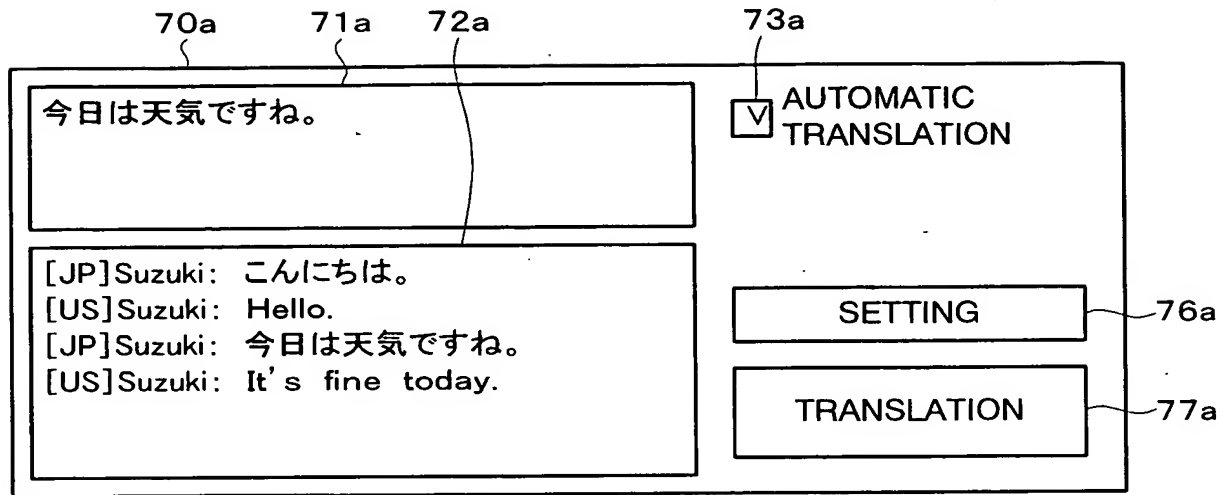 70a 71a 72a 73a
今日は天気ですね。
AUTOMATIC
TRANSLATION
[JP]Suzuki: こんにちは。
[US]Suzuki: Hello.
[JP]Suzuki: 今日は天気ですね。
[US]Suzuki: It's fine today.
SETTING
76a
TRANSLATION
77a